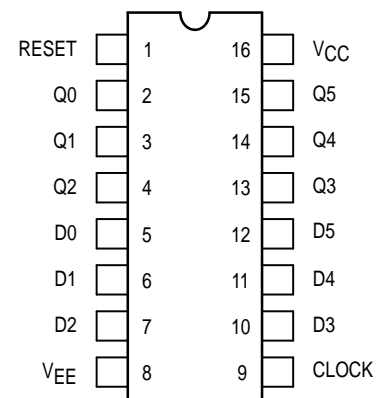 RESET 1 16 VCC
Q0 2 15 Q5
Q1 3 14 Q4
Q2 4 13 Q3
D0 5 12 D5
D1 6 11 D4
D2 7 10 D3
VEE 8 9 CLOCK